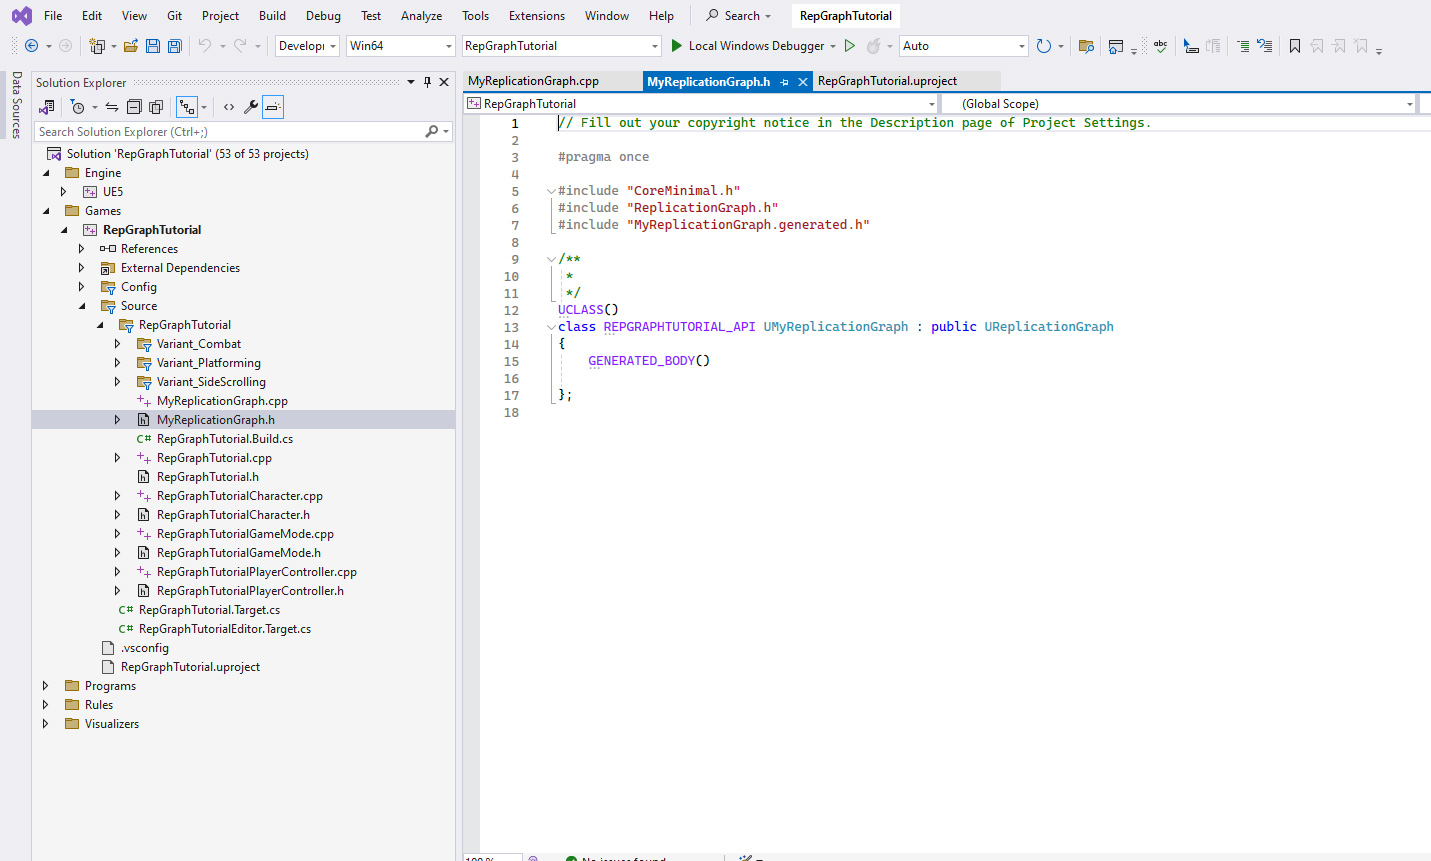 File Edit View Git Project Build Debug Test Analyze Tools Extensions Window Help Search RepGraphTutorial
Develop Win64 RepGraphTutorial Local Windows Debugger Auto
Data Sources
Solution Explorer
Search Solution Explorer (Ctrl+;)
Solution 'RepGraphTutorial' (53 of 53 projects)
Engine
UE5
Games
RepGraphTutorial
References
External Dependencies
Config
Source
RepGraphTutorial
Variant_Combat
Variant_Platforming
Variant_SideScrolling
MyReplicationGraph.cpp
MyReplicationGraph.h
RepGraphTutorial.Build.cs
RepGraphTutorial.cpp
RepGraphTutorial.h
RepGraphTutorialCharacter.cpp
RepGraphTutorialCharacter.h
RepGraphTutorialGameMode.cpp
RepGraphTutorialGameMode.h
RepGraphTutorialPlayerController.cpp
RepGraphTutorialPlayerController.h
RepGraphTutorial.Target.cs
RepGraphTutorialEditor.Target.cs
.vsconfig
RepGraphTutorial.uproject
Programs
Rules
Visualizers
MyReplicationGraph.cpp MyReplicationGraph.h RepGraphTutorial.uproject
RepGraphTutorial (Global Scope)
1 // Fill out your copyright notice in the Description page of Project Settings.
2
3 #pragma once
4
5 #include "CoreMinimal.h"
6 #include "ReplicationGraph.h"
7 #include "MyReplicationGraph.generated.h"
8
9 /**
10 *
11 */
12 UCLASS()
13 class REPGRAPHTUTORIAL_API UMyReplicationGraph : public UReplicationGraph
14 {
15 GENERATED_BODY()
16
17 };
18
100 % No issues found